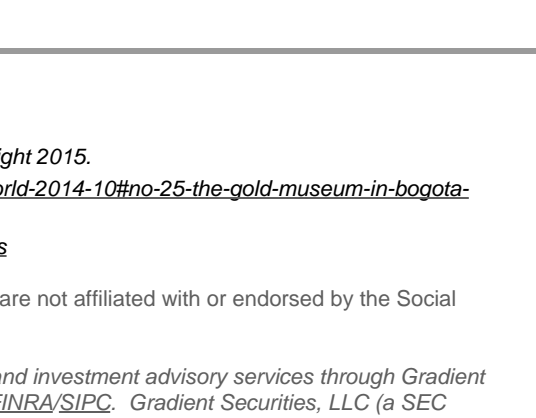 ight 2015.
orld-2014-10#no-25-the-gold-museum-in-bogota-
s
are not affiliated with or endorsed by the Social
and investment advisory services through Gradient
FINRA/SIPC.  Gradient Securities, LLC (a SEC